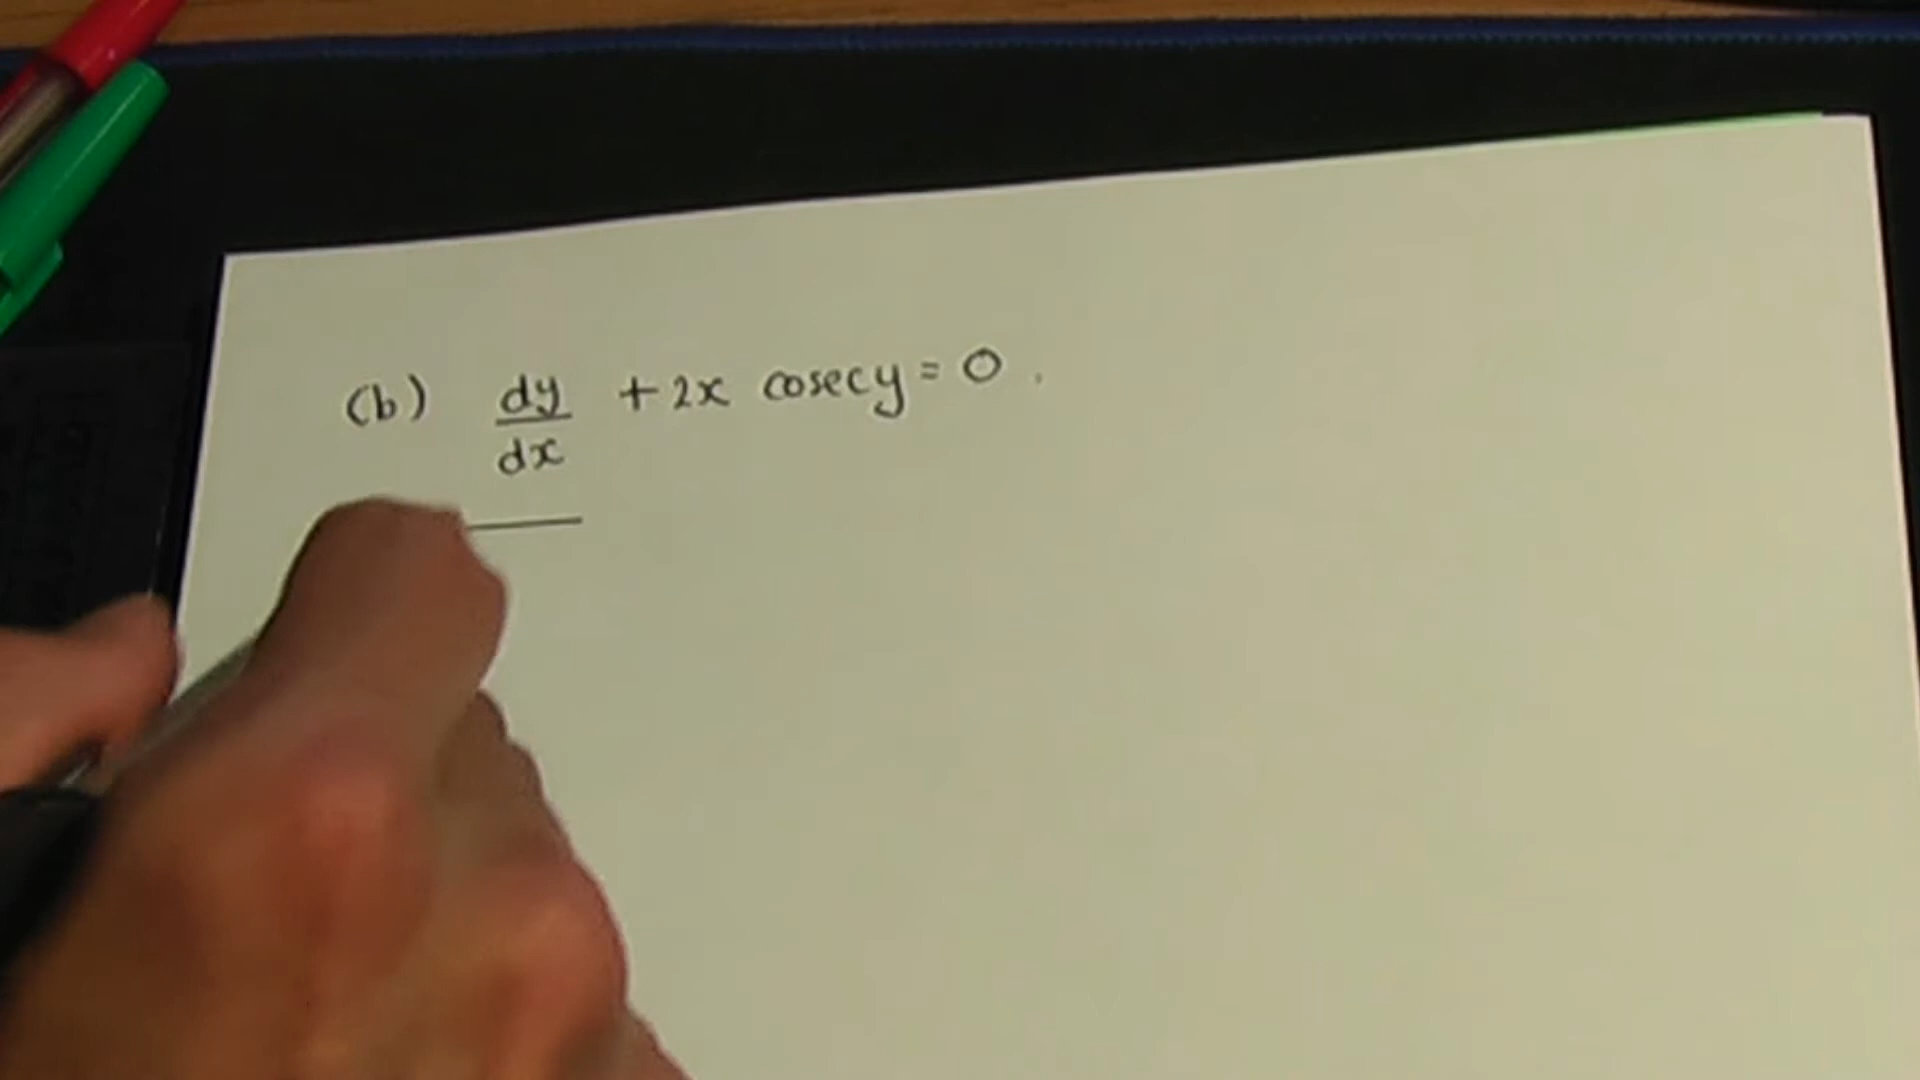 (b) dy/dx + 2x cosecy = 0.